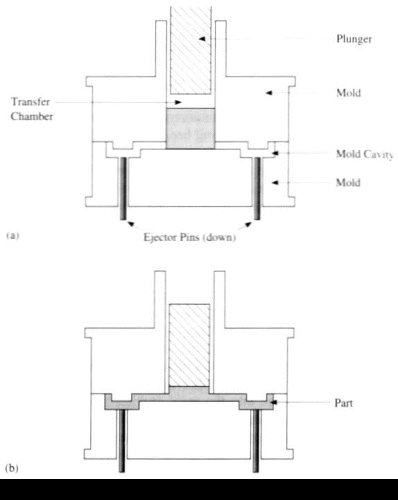 Plunger
Mold
Transfer
Chamber
Mold Cavity
Mold
Ejector Pins (down)
(a)
Part
(b)